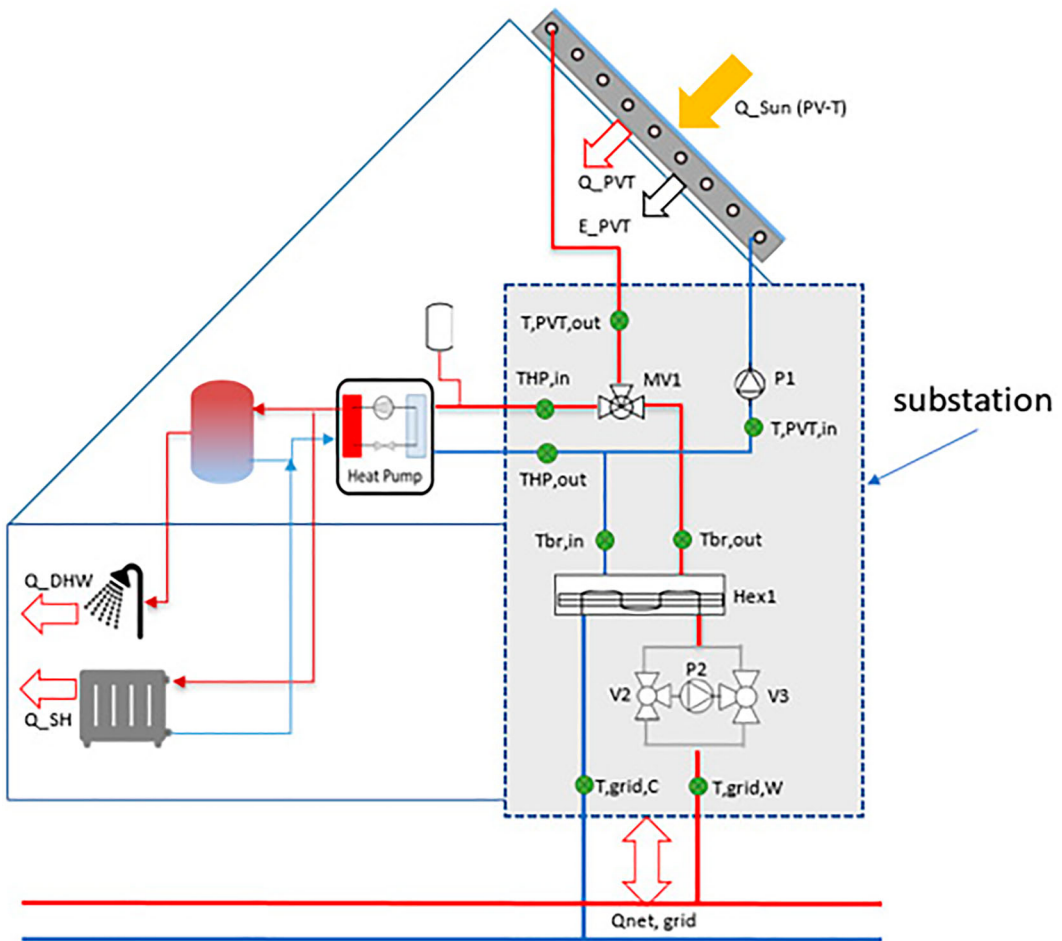 Q_Sun (PV-T)
Q_PVT
E_PVT
T,PVT,out
THP,in
MV1
P1
substation
T,PVT,in
Heat Pump
THP,out
Tbr,in
Tbr,out
Q_DHW
Hex1
P2
V2
V3
Q_SH
T,grid,C
T,grid,W
Qnet, grid